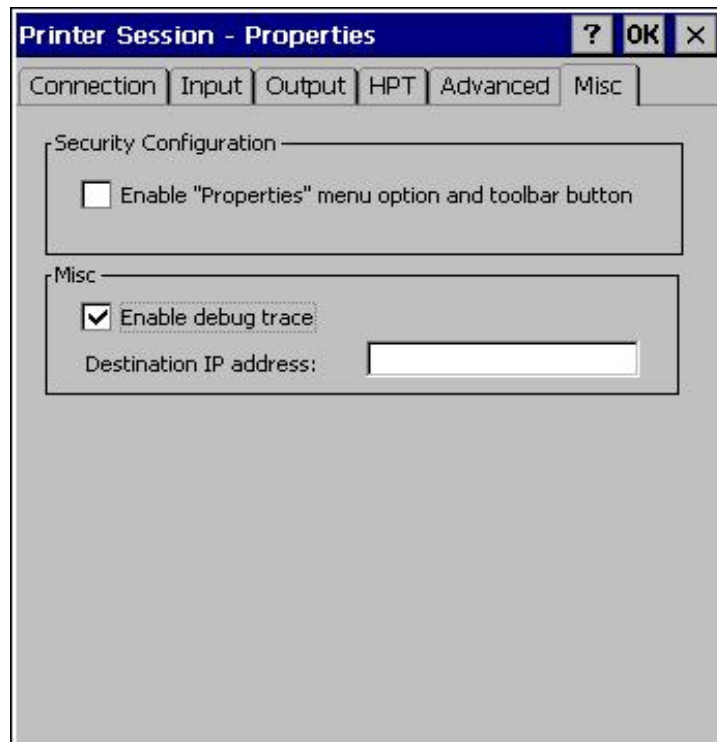 Printer Session - Properties ? OK ×
Connection Input Output HPT Advanced Misc
Security Configuration
Enable "Properties" menu option and toolbar button
Misc
Enable debug trace
Destination IP address: